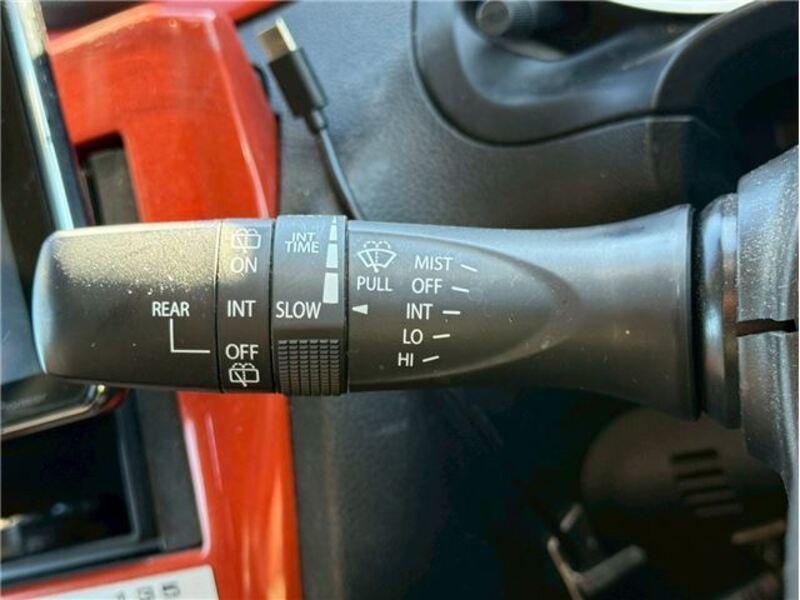 REAR
ON
INT
OFF
INT
TIME
SLOW
PULL
MIST
OFF
INT
LO
HI